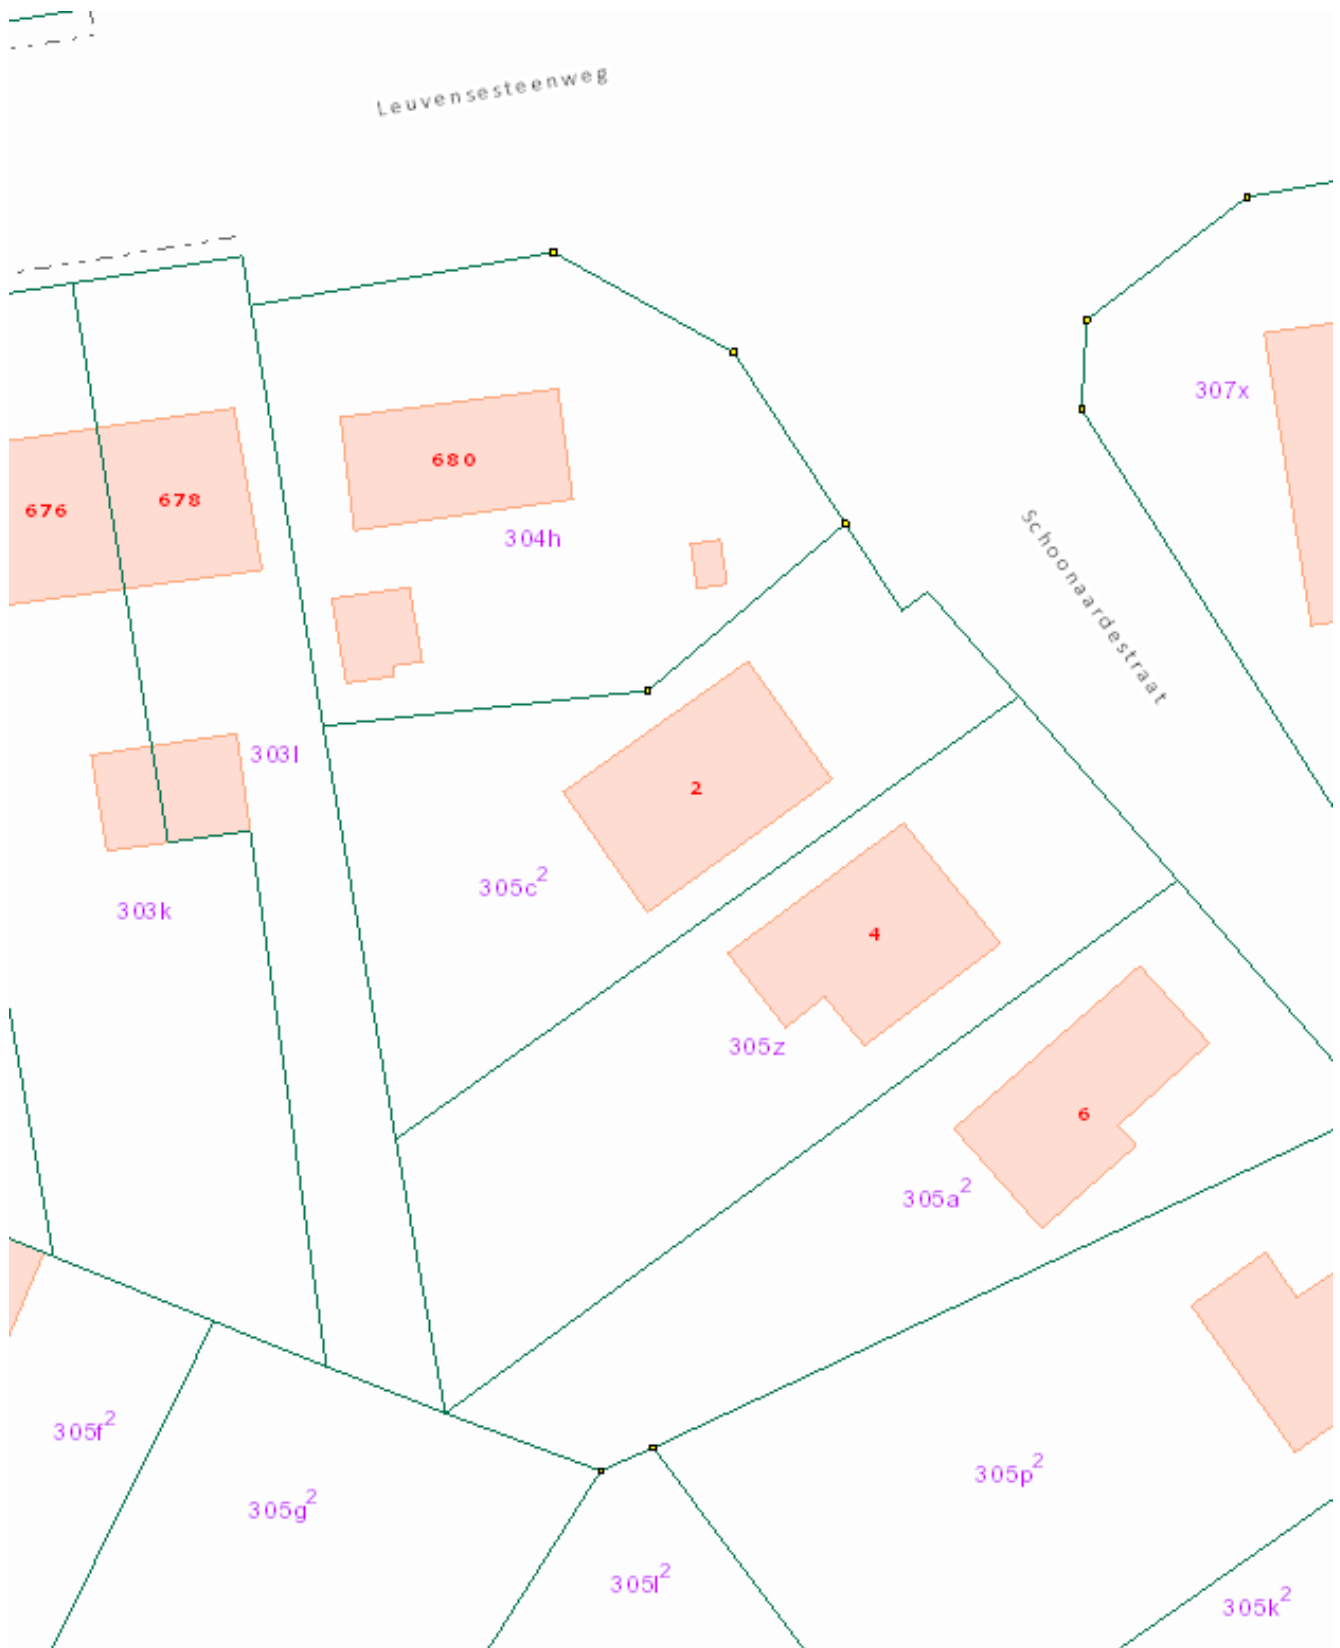 Leuvensesteenweg
307x
680
676
678
304h
Schoonaardestraat
303l
2
305c²
303k
4
305z
6
305a²
305f²
305p²
305g²
305l²
305k²